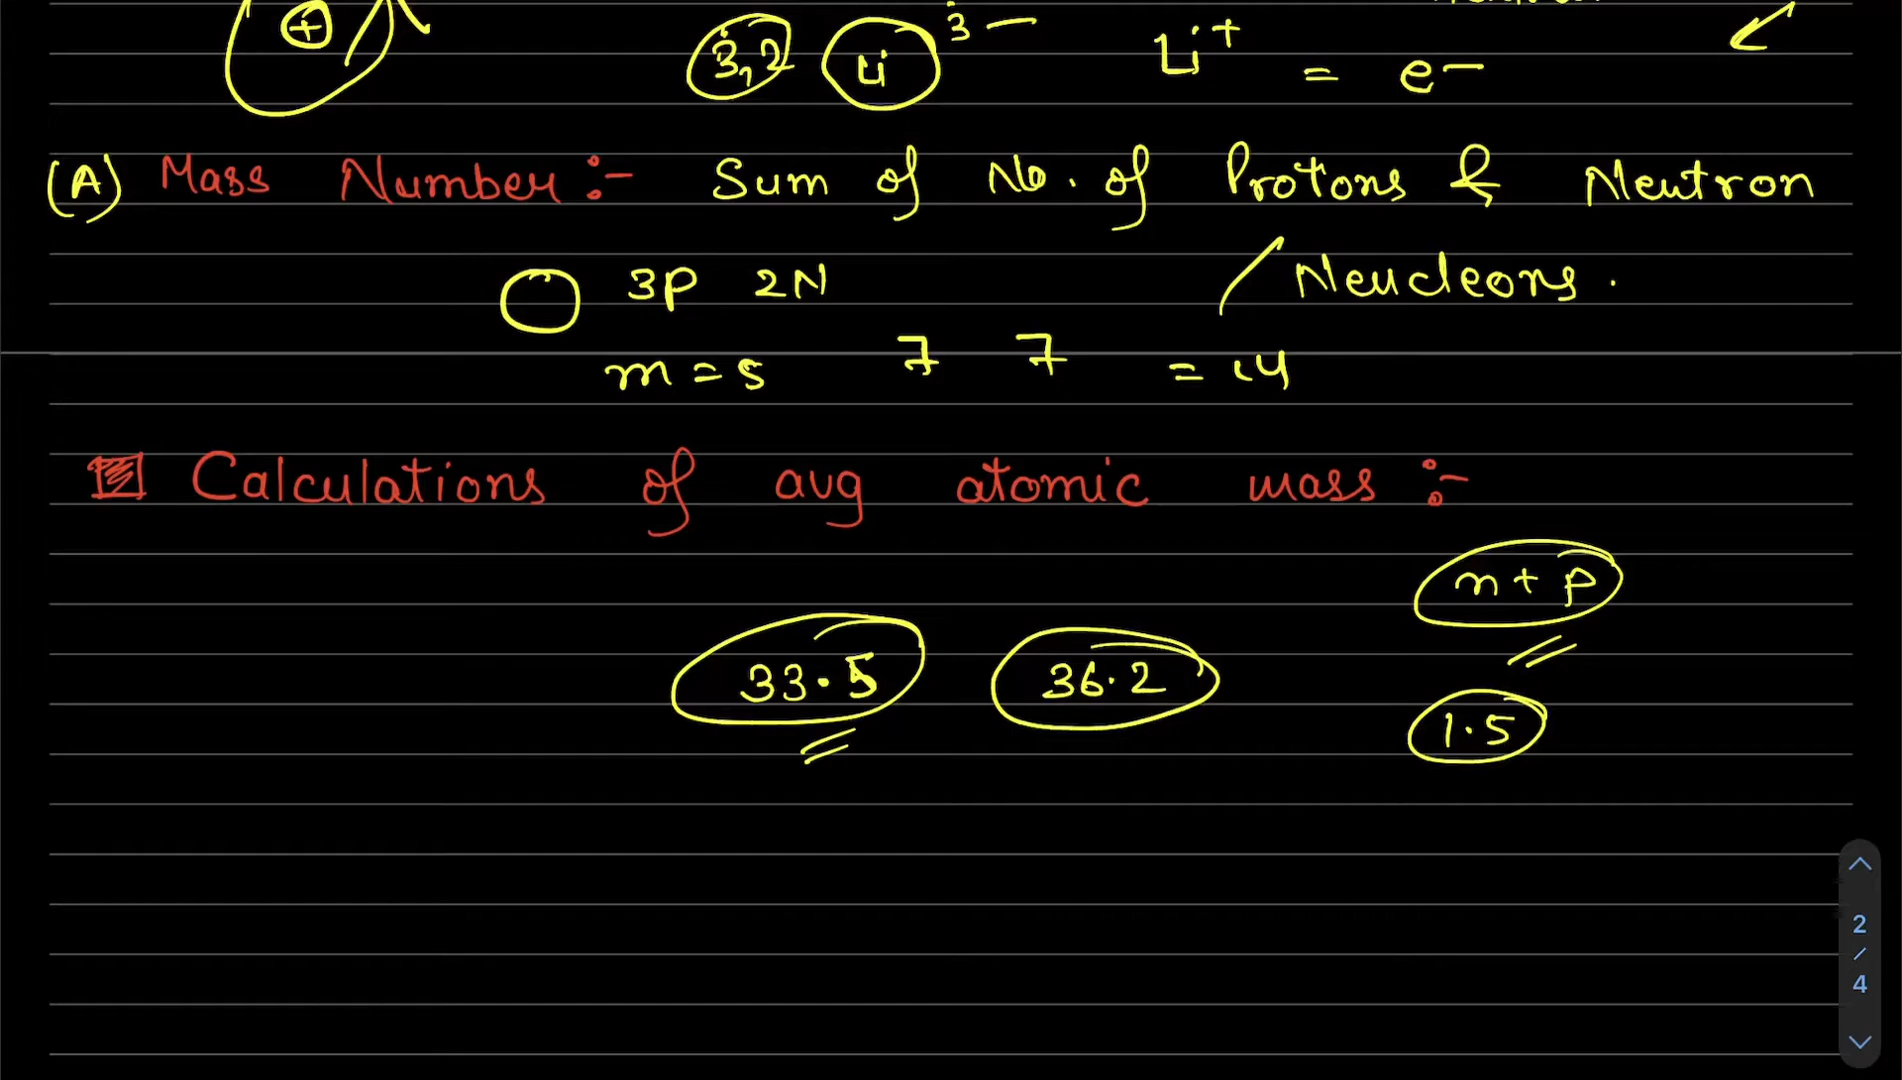 3,2 Li 3- Li+ = e-
(A) Mass Number :- Sum of No. of Protons & Neutron
3P 2N / Neucleons.
m = 5 7 7 = 14
Calculations of avg atomic mass :-
n + p
33.5 36.2
1.5
2
/
4